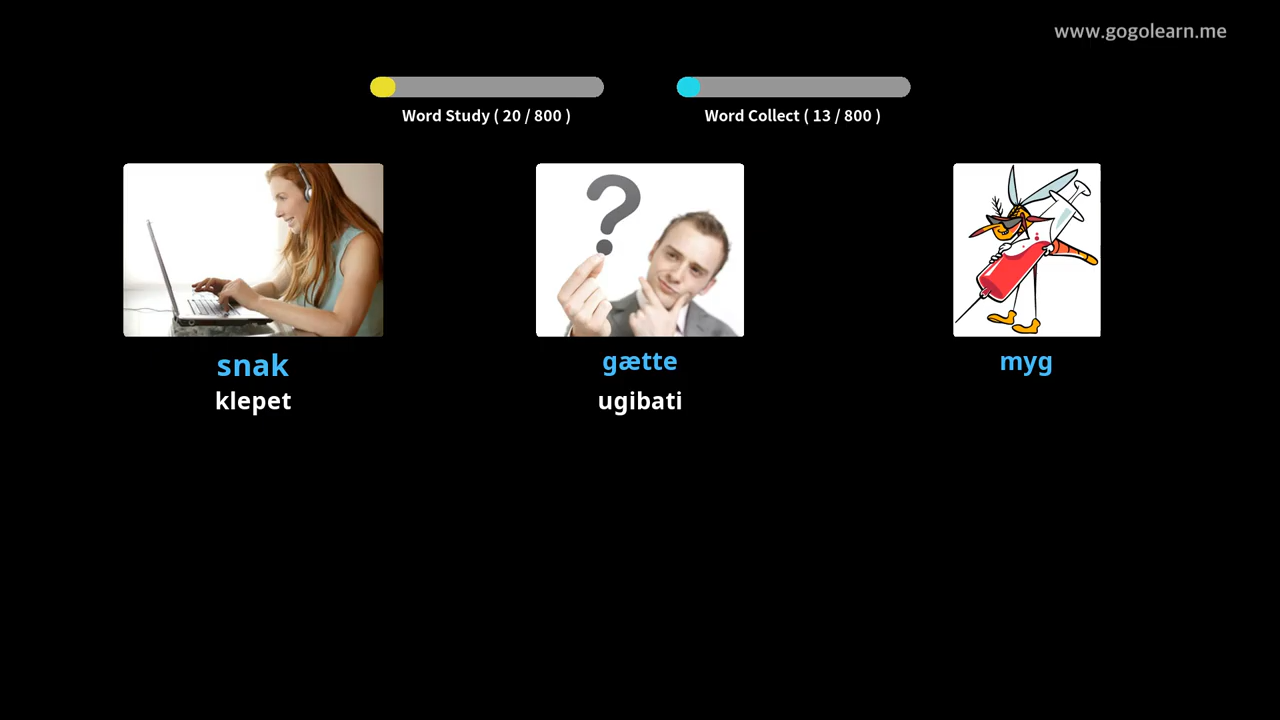 www.gogolearn.me
Word Study ( 20 / 800 )
Word Collect ( 13 / 800 )
snak
gætte
myg
klepet
ugibati